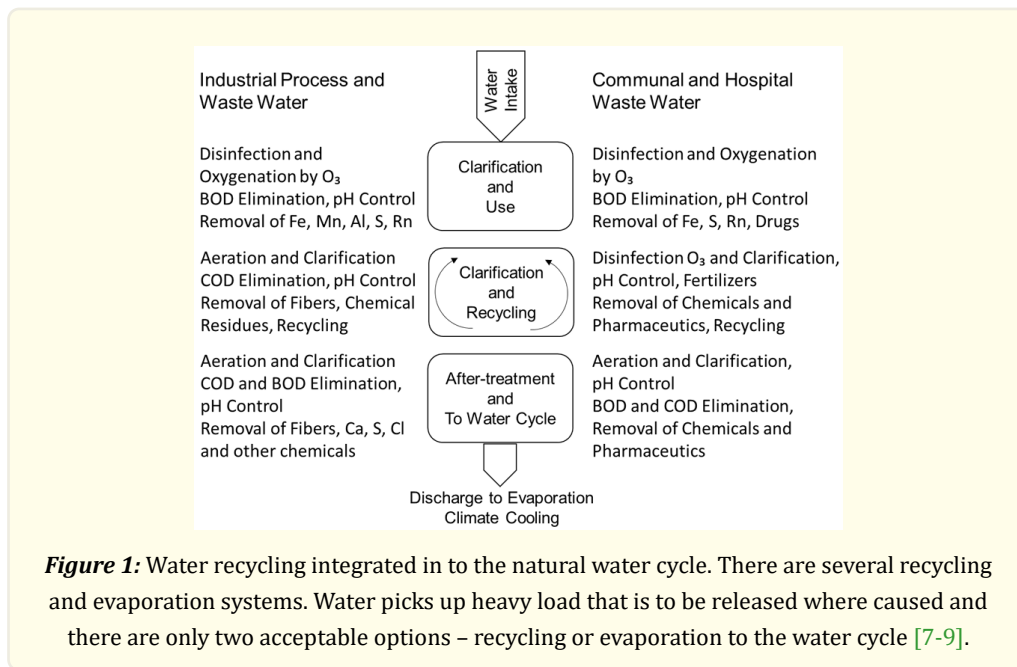 Water
Intake
Industrial Process and
Waste Water
Communal and Hospital
Waste Water
Disinfection and
Oxygenation by O₃
BOD Elimination, pH Control
Removal of Fe, Mn, Al, S, Rn
Clarification
and
Use
Disinfection and Oxygenation
by O₃
BOD Elimination, pH Control
Removal of Fe, S, Rn, Drugs
Aeration and Clarification
COD Elimination, pH Control
Removal of Fibers, Chemical
Residues, Recycling
Clarification
and
Recycling
Disinfection O₃ and Clarification,
pH Control, Fertilizers
Removal of Chemicals and
Pharmaceutics, Recycling
Aeration and Clarification
COD and BOD Elimination,
pH Control
Removal of Fibers, Ca, S, Cl
and other chemicals
After-treatment
and
To Water Cycle
Aeration and Clarification,
pH Control
BOD and COD Elimination,
Removal of Chemicals and
Pharmaceutics
Discharge to Evaporation
Climate Cooling
Figure 1: Water recycling integrated in to the natural water cycle. There are several recycling
and evaporation systems. Water picks up heavy load that is to be released where caused and
there are only two acceptable options – recycling or evaporation to the water cycle [7-9].